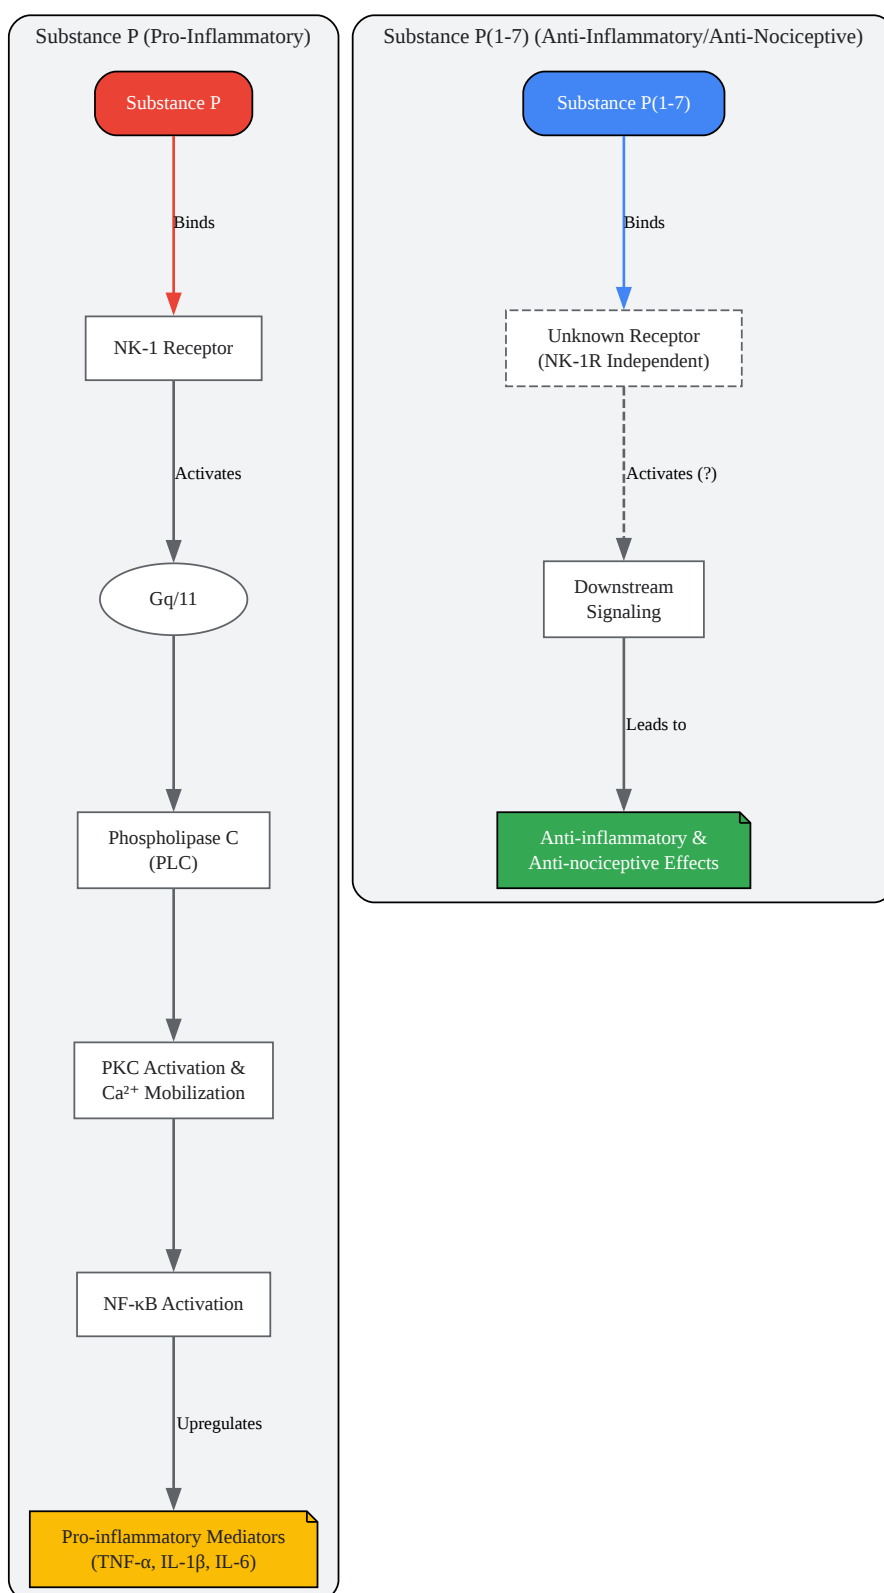 Substance P (Pro-Inflammatory)
Substance P
Binds
NK-1 Receptor
Activates
Gq/11
Phospholipase C
(PLC)
PKC Activation &
Ca²⁺ Mobilization
NF-κB Activation
Upregulates
Pro-inflammatory Mediators
(TNF-α, IL-1β, IL-6)
Substance P(1-7) (Anti-Inflammatory/Anti-Nociceptive)
Substance P(1-7)
Binds
Unknown Receptor
(NK-1R Independent)
Activates (?)
Downstream
Signaling
Leads to
Anti-inflammatory &
Anti-nociceptive Effects